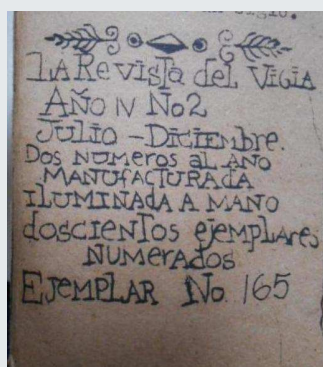 LA Revista del Vigia
Año IV No2
Julio - Diciembre.
Dos numeros al año
manufacturada
iluminada a mano
doscientos ejemplares
numerados
Ejemplar No. 165